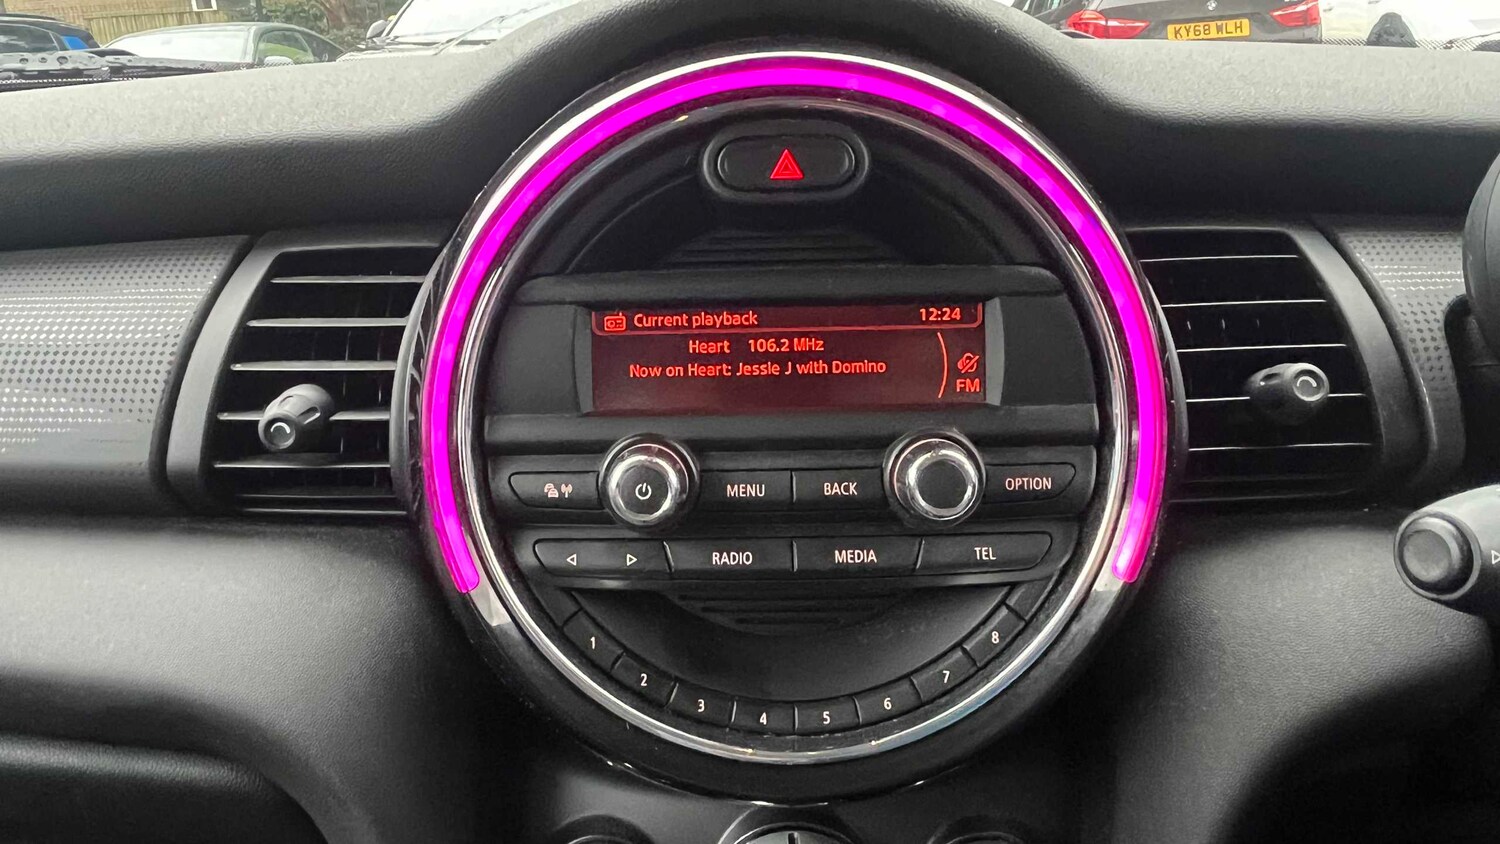 KY68 WLH
Current playback 12:24
Heart 106.2 MHz
Now on Heart: Jessie J with Domino
FM
MENU BACK OPTION
RADIO MEDIA TEL
1 2 3 4 5 6 7 8